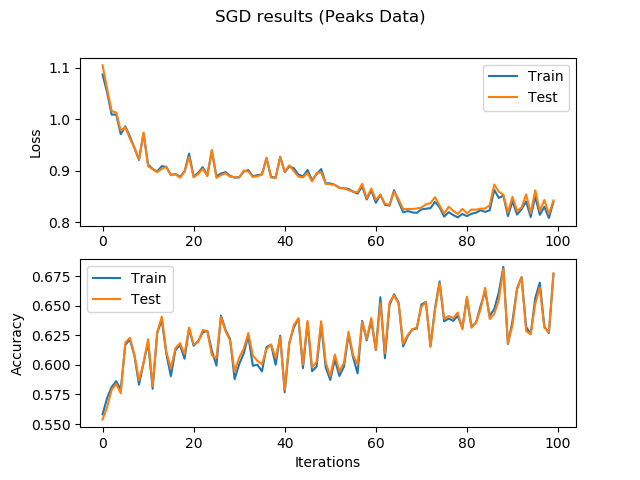 SGD results (Peaks Data)
1.1
1.0
0.9
0.8
Loss
Train
Test
0 20 40 60 80 100
0.675
0.650
0.625
0.600
0.575
0.550
Accuracy
Train
Test
0 20 40 60 80 100
Iterations